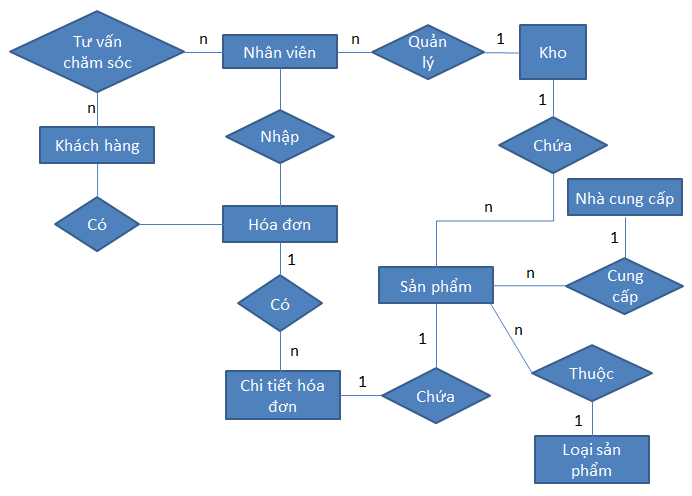 Tư vấn
chăm sóc
n
Nhân viên
n
Quản
lý
1
Kho
n
1
Khách hàng
Nhập
Chứa
Có
Hóa đơn
n
Nhà cung cấp
1
1
Sản phẩm
n
Cung
cấp
Có
n
1
n
Chi tiết hóa
đơn
1
Chứa
Thuộc
1
Loại sản
phẩm